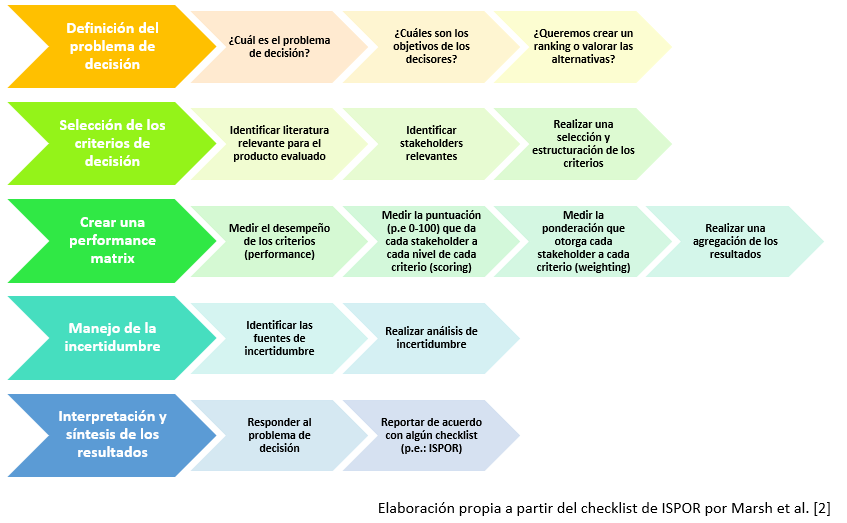 Definición del
problema de
decisión
¿Cuál es el problema
de decisión?
¿Cuáles son los
objetivos de los
decisores?
¿Queremos crear un
ranking o valorar las
alternativas?
Selección de los
criterios de
decisión
Identificar literatura
relevante para el
producto evaluado
Identificar
stakeholders
relevantes
Realizar una
selección y
estructuración de los
criterios
Crear una
performance
matrix
Medir el desempeño
de los criterios
(performance)
Medir la puntuación
(p.e 0-100) que da
cada stakeholder a
cada nivel de cada
criterio (scoring)
Medir la
ponderación que
otorga cada
stakeholder a cada
criterio (weighting)
Realizar una
agregación de los
resultados
Manejo de la
incertidumbre
Identificar las
fuentes de
incertidumbre
Realizar análisis de
incertidumbre
Interpretación y
síntesis de los
resultados
Responder al
problema de
decisión
Reportar de acuerdo
con algún checklist
(p.e.: ISPOR)
Elaboración propia a partir del checklist de ISPOR por Marsh et al. [2]